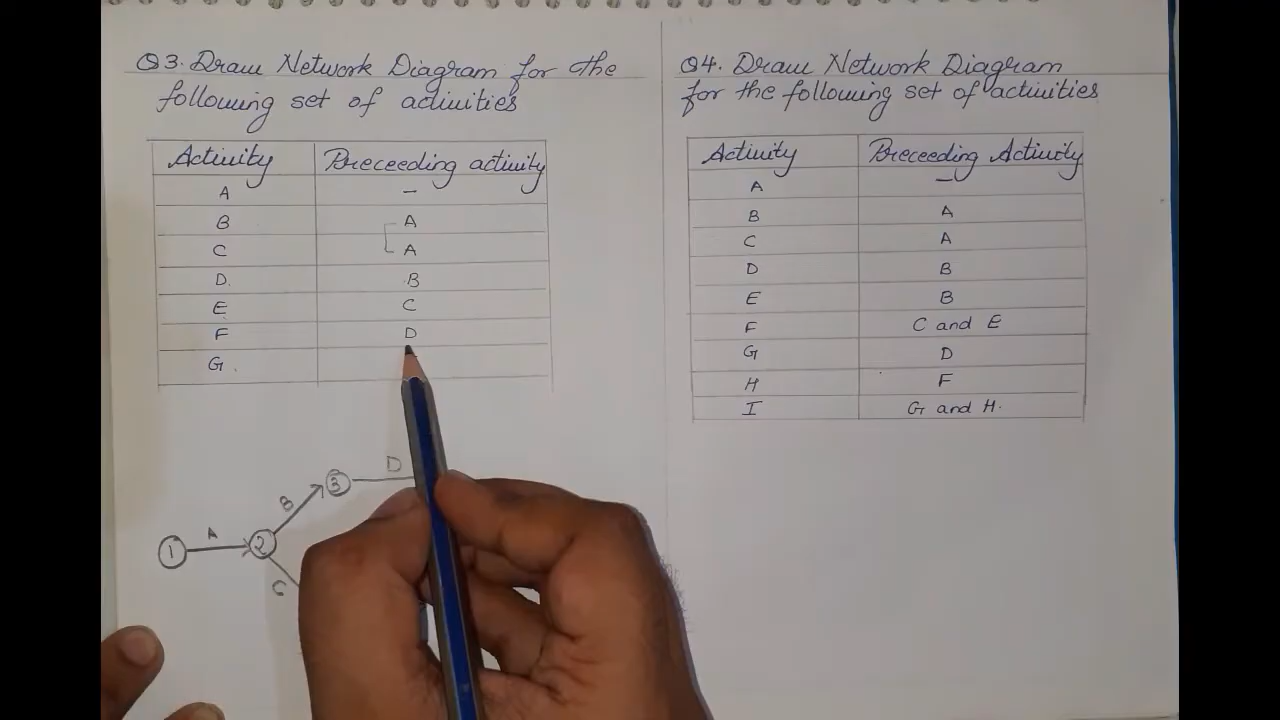 Q3. Draw Network Diagram for the
following set of activities
Activity Preceeding activity
A –
B A
C A
D. B
E C
F D
G.
1 A 2 B 3 D
C
Q4. Draw Network Diagram
for the following set of activities
Activity Preceeding Activity
A –
B A
C A
D B
E B
F C and E
G D
H F
I G and H.